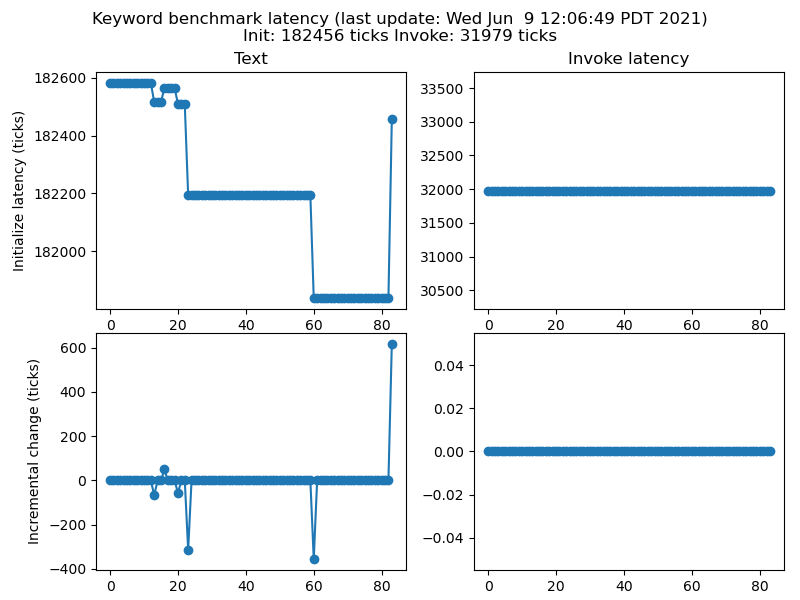 Keyword benchmark latency (last update: Wed Jun  9 12:06:49 PDT 2021)
Init: 182456 ticks Invoke: 31979 ticks
Text
Initialize latency (ticks)
182600
182400
182200
182000
0 20 40 60 80
Invoke latency
33500
33000
32500
32000
31500
31000
30500
0 20 40 60 80
Incremental change (ticks)
600
400
200
0
−200
−400
0 20 40 60 80
0.04
0.02
0.00
−0.02
−0.04
0 20 40 60 80